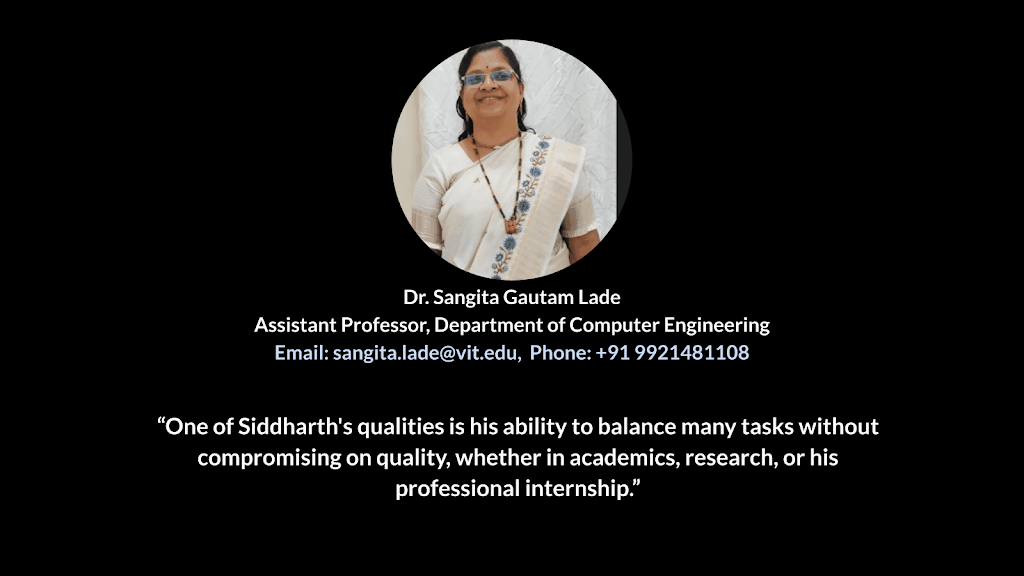 Dr. Sangita Gautam Lade
Assistant Professor, Department of Computer Engineering
Email: sangita.lade@vit.edu,  Phone: +91 9921481108
“One of Siddharth's qualities is his ability to balance many tasks without
compromising on quality, whether in academics, research, or his
professional internship.”